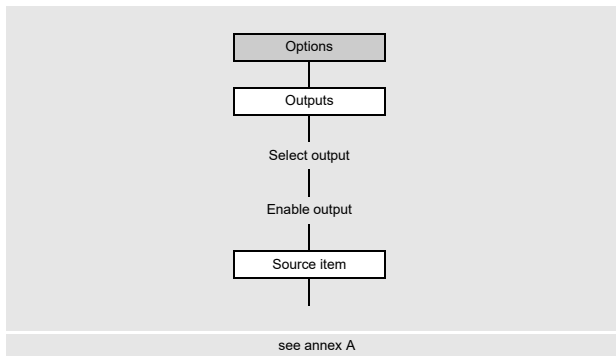 Options
Outputs
Select output
Enable output
Source item
see annex A